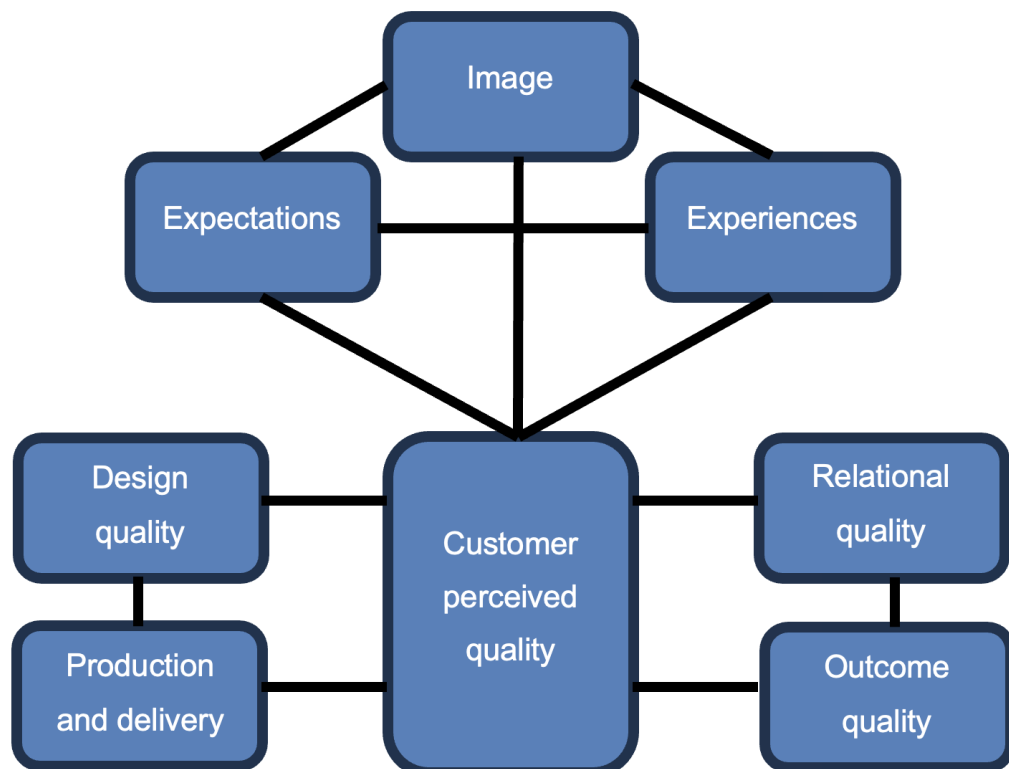 Image
Expectations
Experiences
Design
quality
Relational
quality
Customer
perceived
quality
Production
and delivery
Outcome
quality